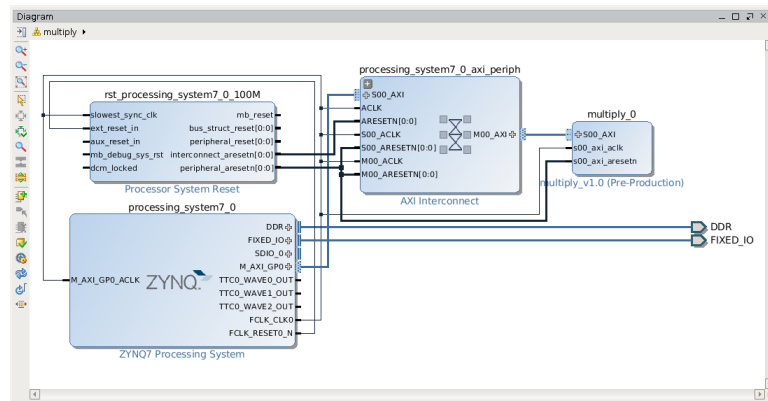 Diagram
multiply
rst_processing_system7_0_100M
slowest_sync_clk
ext_reset_in
aux_reset_in
mb_debug_sys_rst
dcm_locked
mb_reset
bus_struct_reset[0:0]
peripheral_reset[0:0]
interconnect_aresetn[0:0]
peripheral_aresetn[0:0]
Processor System Reset
processing_system7_0_axi_periph
S00_AXI
ACLK
ARESETN[0:0]
S00_ACLK
S00_ARESETN[0:0]
M00_ACLK
M00_ARESETN[0:0]
M00_AXI
AXI Interconnect
multiply_0
S00_AXI
s00_axi_aclk
s00_axi_aresetn
multiply_v1.0 (Pre-Production)
processing_system7_0
M_AXI_GP0_ACLK
ZYNQ
DDR
FIXED_IO
SDIO_0
M_AXI_GP0
TTC0_WAVE0_OUT
TTC0_WAVE1_OUT
TTC0_WAVE2_OUT
FCLK_CLK0
FCLK_RESET0_N
ZYNQ7 Processing System
DDR
FIXED_IO